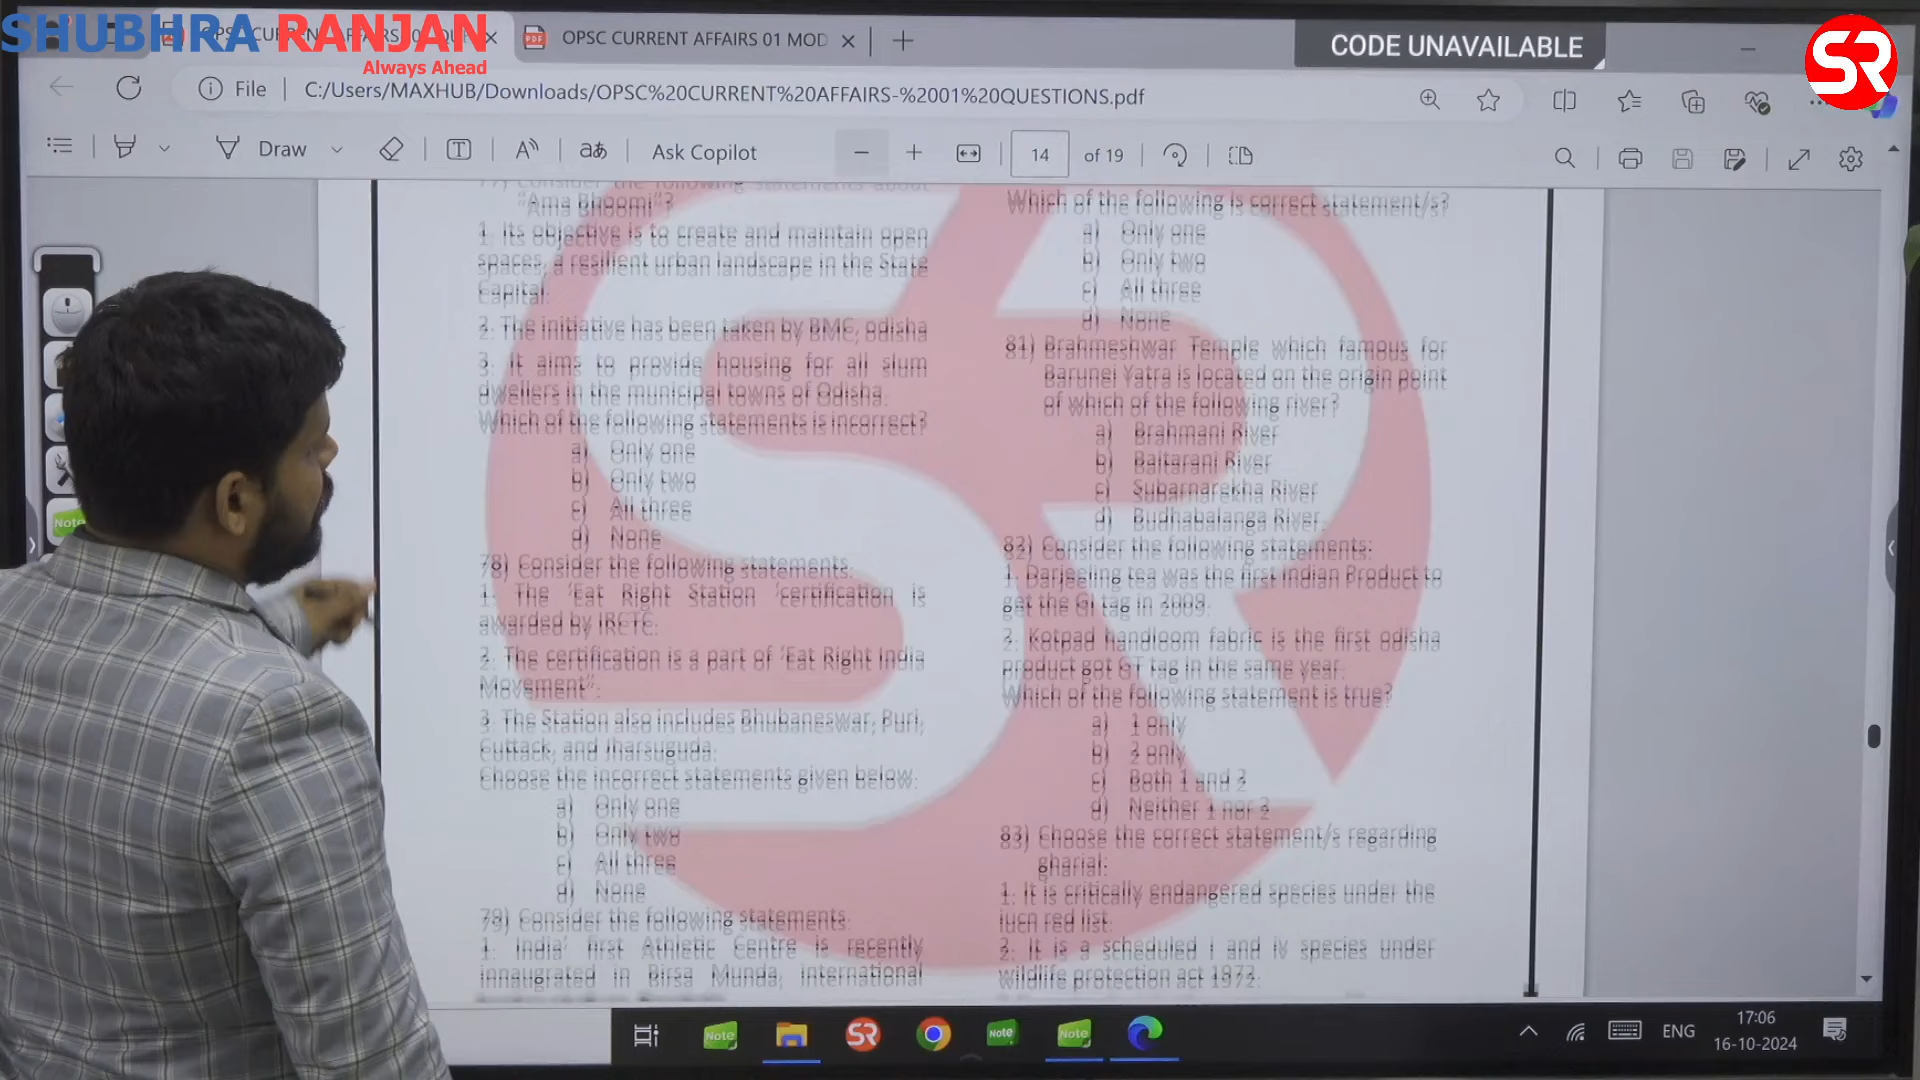 SHUBHRA RANJAN
Always Ahead
OPSC CURRENT AFFAIRS 01 MOD
CODE UNAVAILABLE
SR
File
C:/Users/MAXHUB/Downloads/OPSC%20CURRENT%20AFFAIRS-%2001%20QUESTIONS.pdf
Draw
Ask Copilot
14
of 19
77) Consider the following statements about
"Ama Bhoomi"?
1. Its objective is to create and maintain open
spaces, a resilient urban landscape in the State
Capital.
2. The initiative has been taken by BMC, odisha
3. It aims to provide housing for all slum
dwellers in the municipal towns of Odisha.
Which of the following statements is incorrect?
a) Only one
b) Only two
c) All three
d) None
78) Consider the following statements.
1. The 'Eat Right Station 'certification is
awarded by IRCTC.
2. The certification is a part of 'Eat Right India
Movement".
3. The Station also includes Bhubaneswar, Puri,
Cuttack, and Jharsuguda.
Choose the incorrect statements given below.
a) Only one
b) Only two
c) All three
d) None
79) Consider the following statements.
1. India' first Athletic Centre is recently
innaugrated in Birsa Munda, International
Which of the following is correct statement/s?
a) Only one
b) Only two
c) All three
d) None
81) Brahmeshwar Temple which famous for
Barunei Yatra is located on the origin point
of which of the following river?
a) Brahmani River
b) Baitarani River
c) Subarnarekha River
d) Budhabalanga River.
82) Consider the following statements:
1. Darjeeling tea was the first Indian Product to
get the GI tag in 2009.
2. Kotpad handloom fabric is the first odisha
product got GT tag in the same year.
Which of the following statement is true?
a) 1 only
b) 2 only
c) Both 1 and 2
d) Neither 1 nor 2
83) Choose the correct statement/s regarding
gharial:
1. It is critically endangered species under the
iucn red list.
2. It is a scheduled i and iv species under
wildlife protection act 1972.
Note
Note
SR
Note
Note
ENG
17:06
16-10-2024